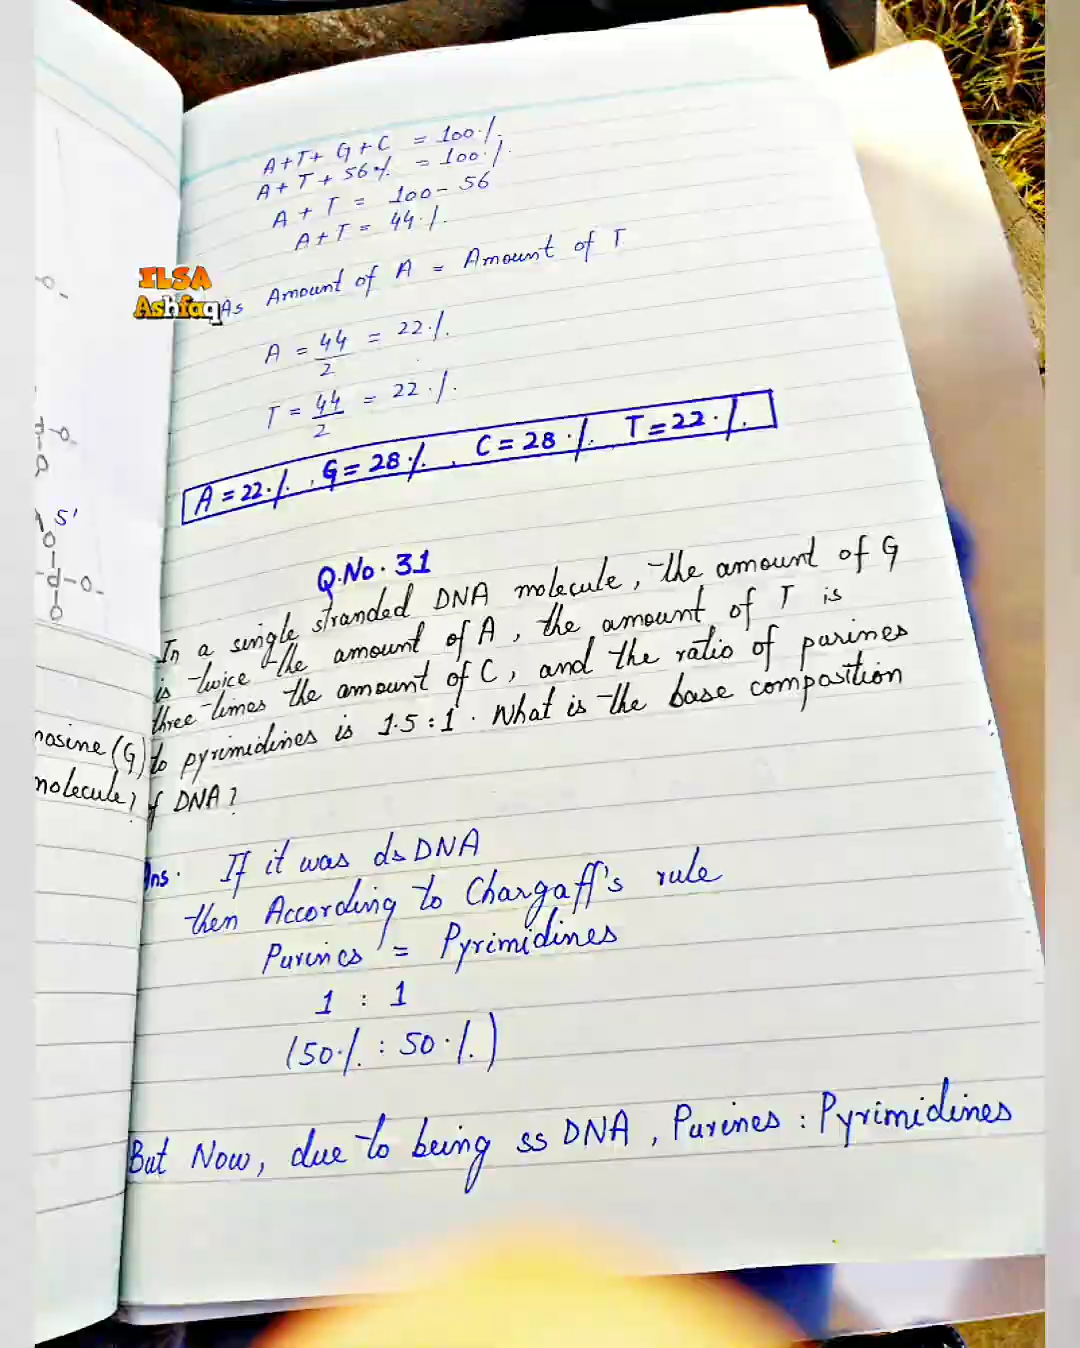 A+T+ G+C = 100%
A+T+56% = 100%
A+T = 100-56
A+T = 44%
ILSA
Ashfaq
As Amount of A = Amount of T
A = 44/2 = 22%
T = 44/2 = 22%
A=22%, G=28%, C=28%. T=22%
Q.No.31
In a single stranded DNA molecule, the amount of G
is twice the amount of A, the amount of T is
three times the amount of C, and the ratio of purines
to pyrimidines is 1.5:1. What is the base composition
of DNA?
nosine (G)
molecule?
Ans. If it was dsDNA
then According to Chargaff's rule
Purines = Pyrimidines
1 : 1
(50% : 50%)
But Now, due to being ss DNA, Purines : Pyrimidines
5'